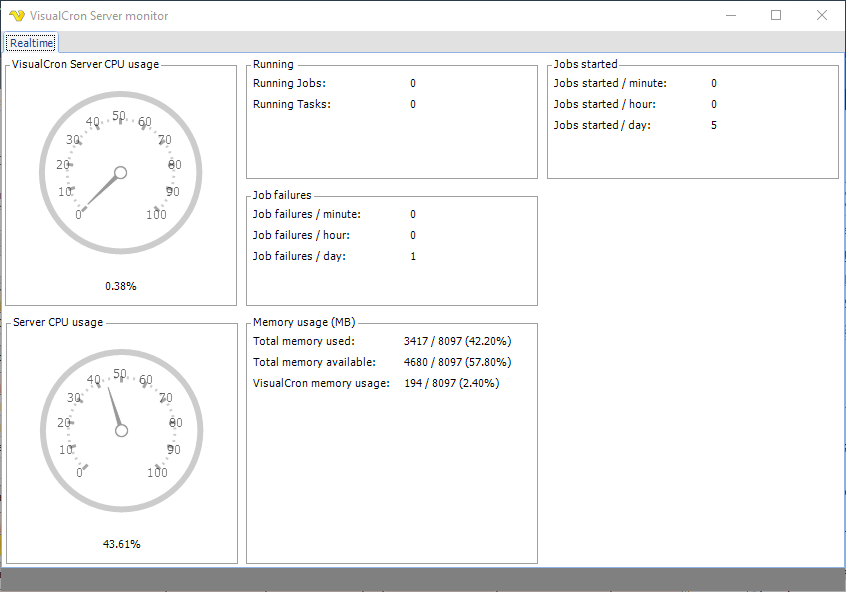 VisualCron Server monitor
Realtime
VisualCron Server CPU usage
0
10
20
30
40
50
60
70
80
90
100
0.38%
Running
Running Jobs: 0
Running Tasks: 0
Jobs started
Jobs started / minute: 0
Jobs started / hour: 0
Jobs started / day: 5
Job failures
Job failures / minute: 0
Job failures / hour: 0
Job failures / day: 1
Server CPU usage
0
10
20
30
40
50
60
70
80
90
100
43.61%
Memory usage (MB)
Total memory used: 3417 / 8097 (42.20%)
Total memory available: 4680 / 8097 (57.80%)
VisualCron memory usage: 194 / 8097 (2.40%)